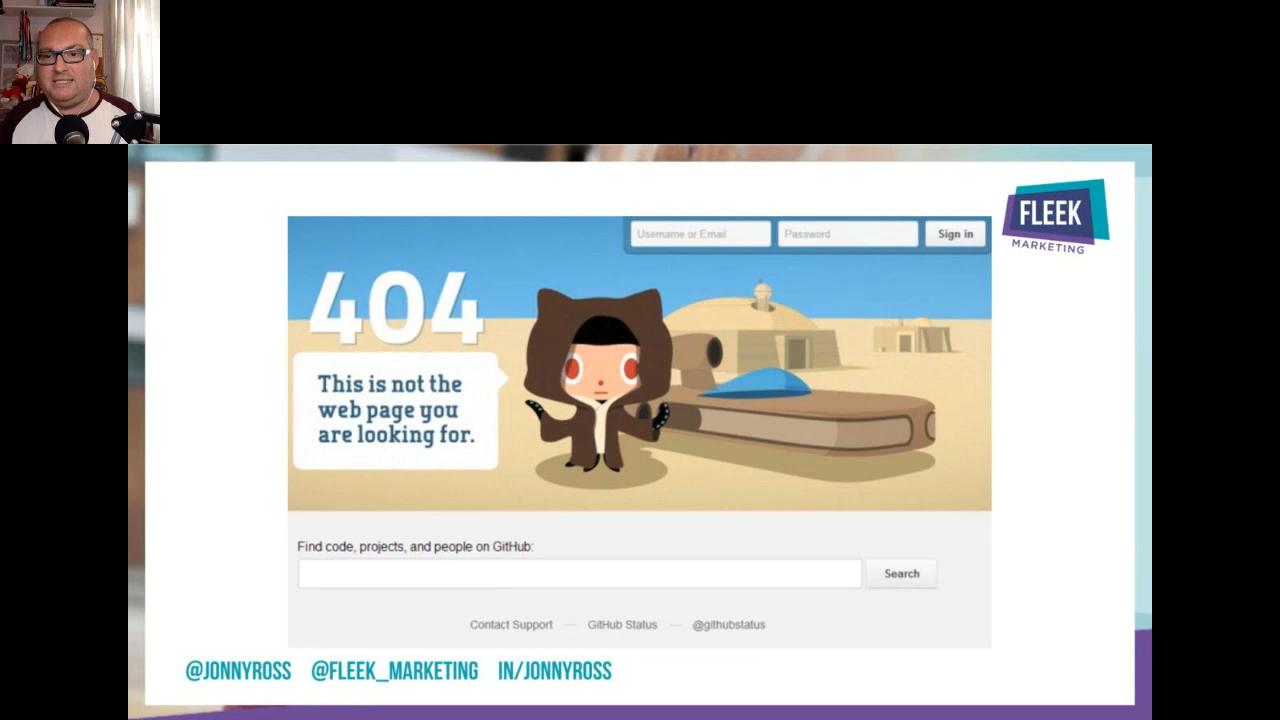 FLEEK
MARKETING
Username or Email Password Sign in
404
This is not the
web page you
are looking for.
Find code, projects, and people on GitHub:
Search
Contact Support — GitHub Status — @githubstatus
@JONNYROSS @FLEEK_MARKETING IN/JONNYROSS